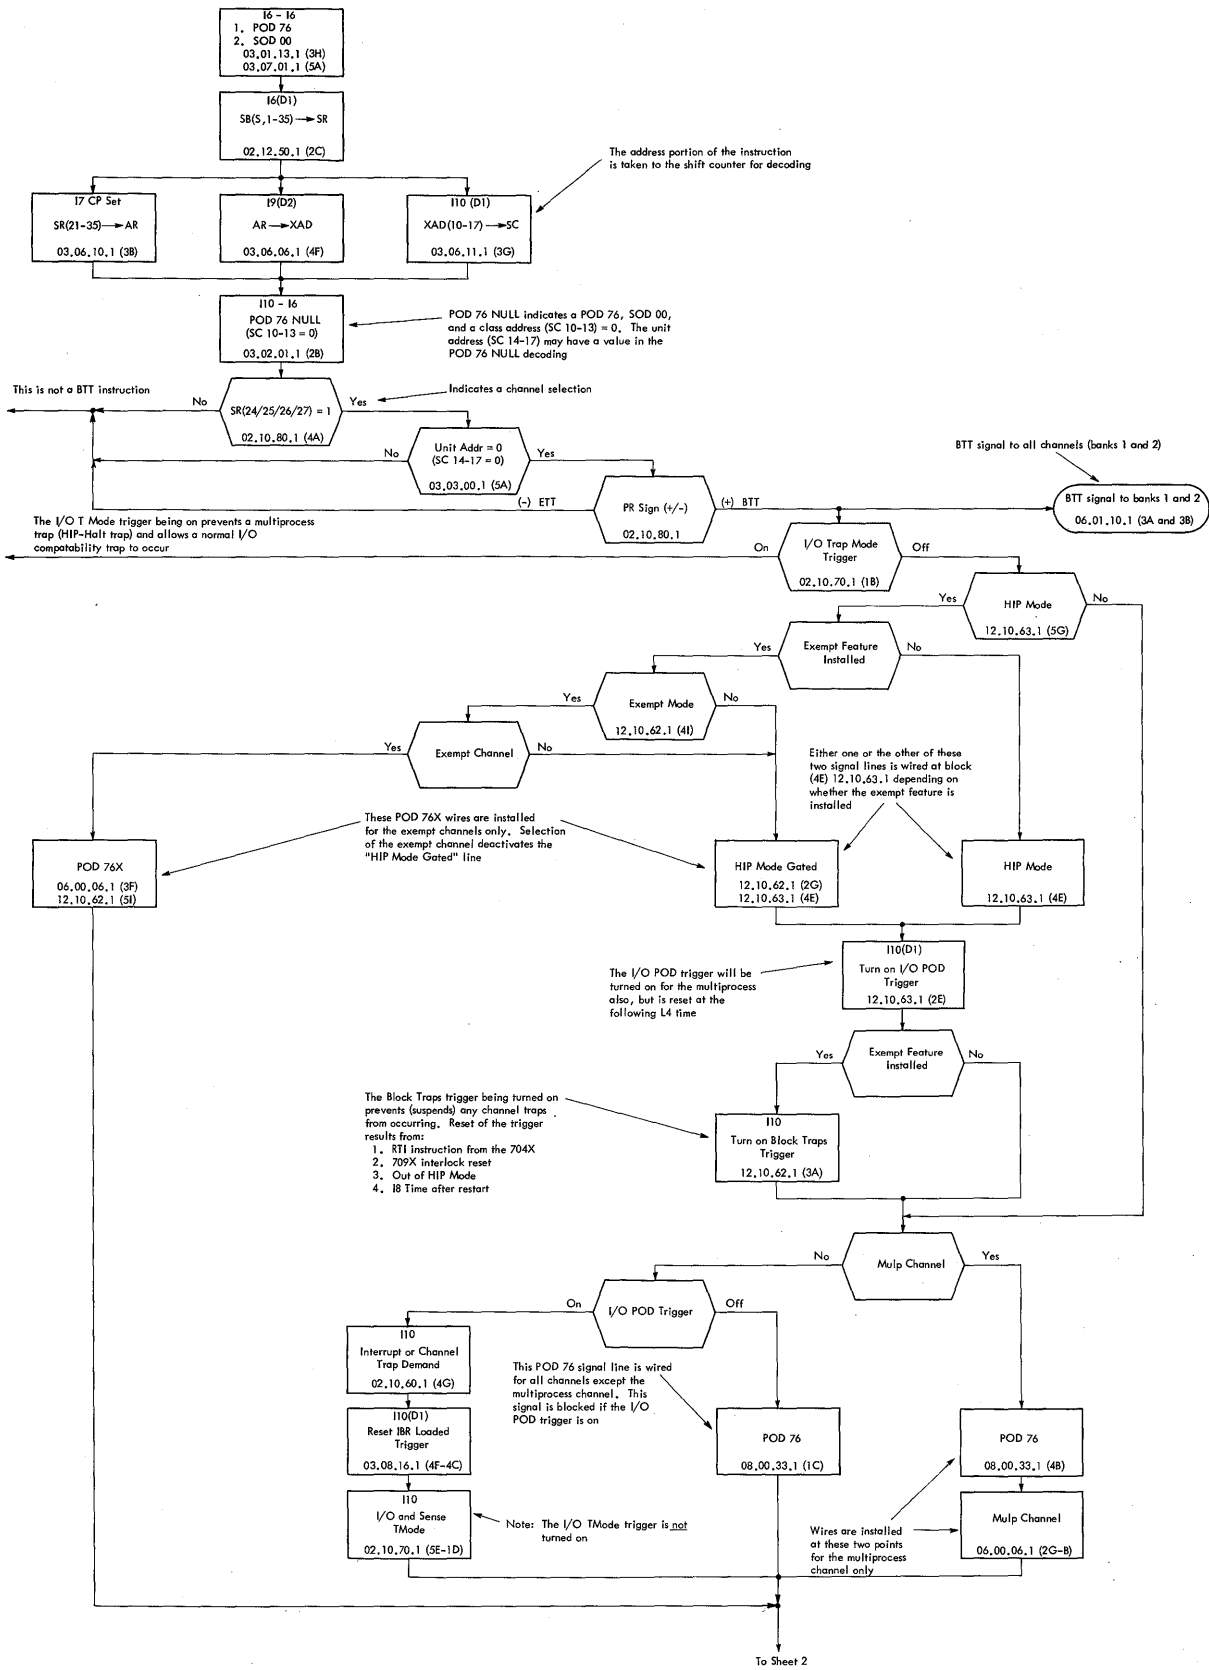 I6 - I6
1. POD 76
2. SOD 00
03.01.13.1 (3H)
03.07.01.1 (5A)
I6(D1)
SB(S,1-35)→SR
02.12.50.1 (2C)
The address portion of the instruction
is taken to the shift counter for decoding
I7 CP Set
SR(21-35)→AR
03.06.10.1 (3B)
I9(D2)
AR→XAD
03.06.06.1 (4F)
I10 (D1)
XAD(10-17)→SC
03.06.11.1 (3G)
I10 - I6
POD 76 NULL
(SC 10-13 = 0)
03.02.01.1 (2B)
POD 76 NULL indicates a POD 76, SOD 00,
and a class address (SC 10-13) = 0. The unit
address (SC 14-17) may have a value in the
POD 76 NULL decoding
This is not a BTT instruction
No
SR(24/25/26/27) = 1
02.10.80.1 (4A)
Yes
Indicates a channel selection
No
Unit Addr = 0
(SC 14-17 = 0)
03.03.00.1 (5A)
Yes
BTT signal to all channels (banks 1 and 2)
(-) ETT
PR Sign (+/-)
02.10.80.1
(+) BTT
BTT signal to banks 1 and 2
06.01.10.1 (3A and 3B)
The I/O T Mode trigger being on prevents a multiprocess
trap (HIP-Halt trap) and allows a normal I/O
compatability trap to occur
On
I/O Trap Mode
Trigger
02.10.70.1 (1B)
Off
Yes
HIP Mode
12.10.63.1 (5G)
No
Yes
Exempt Feature
Installed
No
Yes
Exempt Mode
12.10.62.1 (4I)
No
Yes
Exempt Channel
No
Either one or the other of these
two signal lines is wired at block
(4E) 12.10.63.1 depending on
whether the exempt feature is
installed
These POD 76X wires are installed
for the exempt channels only. Selection
of the exempt channel deactivates the
"HIP Mode Gated" line
POD 76X
06.00.06.1 (3F)
12.10.62.1 (5I)
HIP Mode Gated
12.10.62.1 (2G)
12.10.63.1 (4E)
HIP Mode
12.10.63.1 (4E)
The I/O POD trigger will be
turned on for the multiprocess
also, but is reset at the
following L4 time
I10(D1)
Turn on I/O POD
Trigger
12.10.63.1 (2E)
Yes
Exempt Feature
Installed
No
The Block Traps trigger being turned on
prevents (suspends) any channel traps
from occurring. Reset of the trigger
results from:
1. RTI instruction from the 704X
2. 709X interlock reset
3. Out of HIP Mode
4. I8 Time after restart
I10
Turn on Block Traps
Trigger
12.10.62.1 (3A)
No
Mulp Channel
Yes
On
I/O POD Trigger
Off
I10
Interrupt or Channel
Trap Demand
02.10.60.1 (4G)
This POD 76 signal line is wired
for all channels except the
multiprocess channel. This
signal is blocked if the I/O
POD trigger is on
I10(D1)
Reset IBR Loaded
Trigger
03.08.16.1 (4F-4C)
POD 76
08.00.33.1 (1C)
POD 76
08.00.33.1 (4B)
I10
I/O and Sense
TMode
02.10.70.1 (5E-1D)
Note: The I/O TMode trigger is not
turned on
Wires are installed
at these two points
for the multiprocess
channel only
Mulp Channel
06.00.06.1 (2G-B)
To Sheet 2